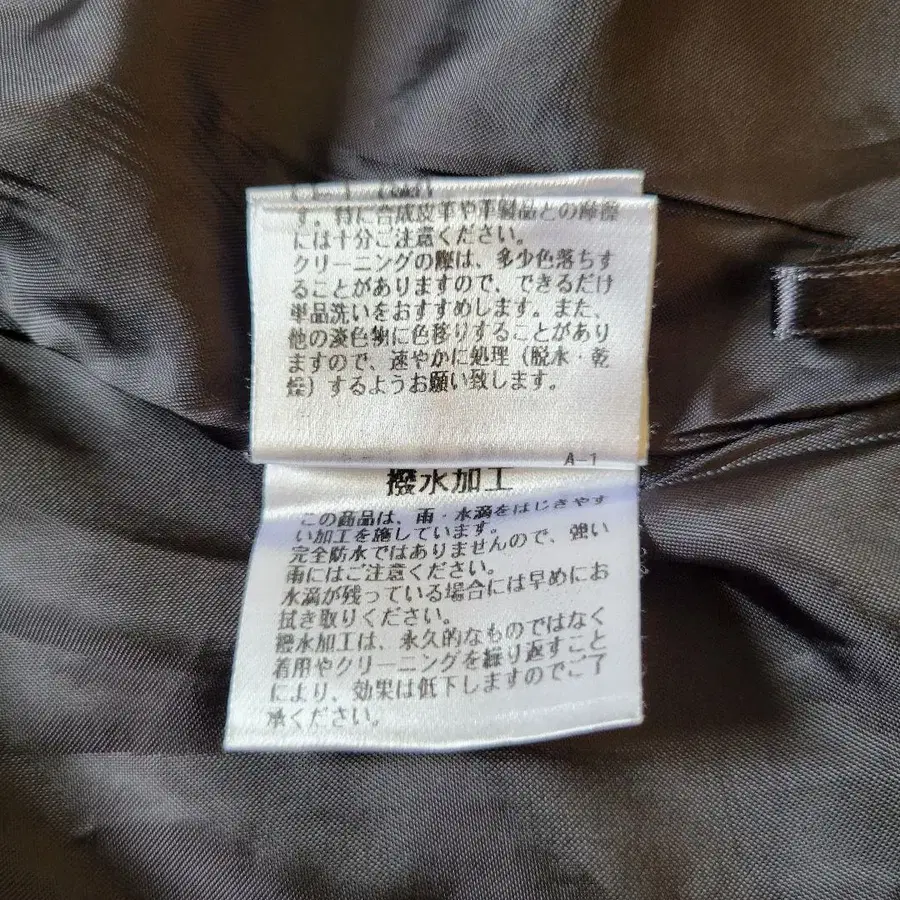 す。特に合成皮革や革製品との摩擦
には十分ご注意ください。
クリーニングの際は、多少色落ちす
ることがありますので、できるだけ
単品洗いをおすすめします。また、
他の淡色物に色移りすることがあり
ますので、速やかに処理（脱水・乾
燥）するようお願い致します。
A-1
撥水加工
この商品は、雨・水滴をはじきやす
い加工を施しています。
完全防水ではありませんので、強い
雨にはご注意ください。
水滴が残っている場合には早めにお
拭き取りください。
撥水加工は、永久的なものではなく
着用やクリーニングを繰り返すこと
により、効果は低下しますのでご了
承ください。